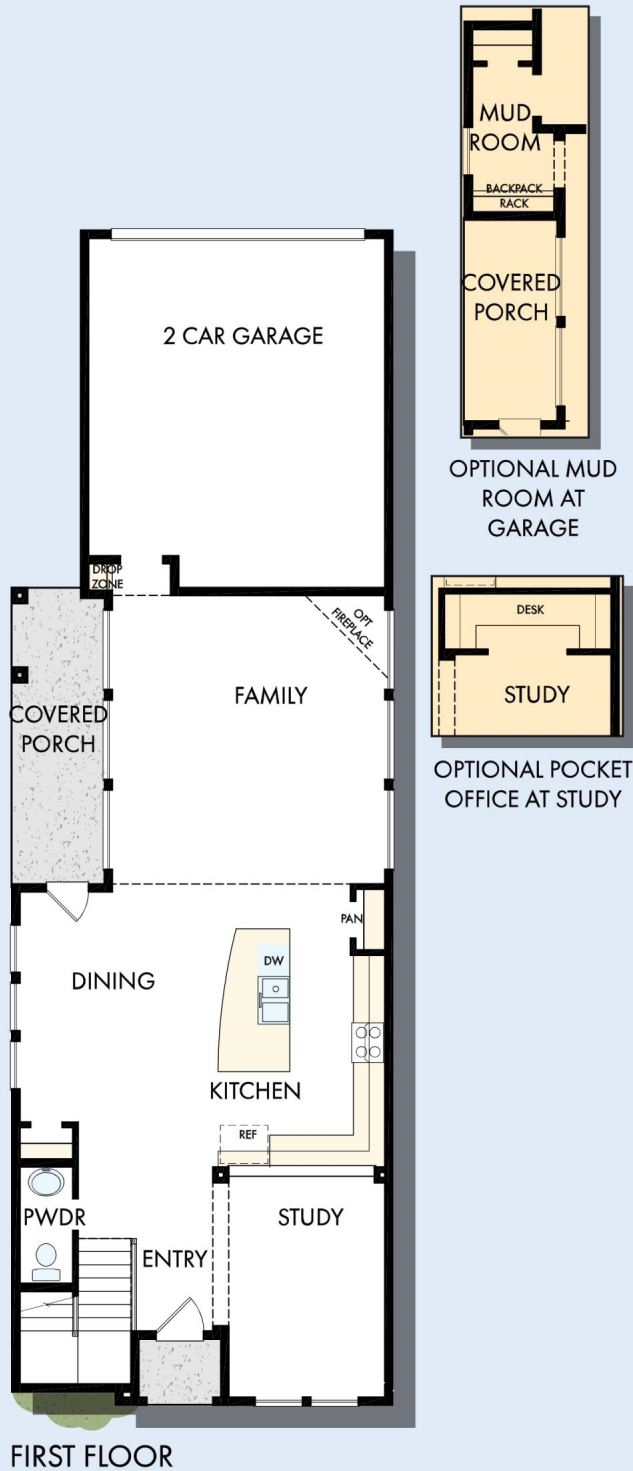 MUD
ROOM
BACKPACK
RACK
COVERED
PORCH
OPTIONAL MUD
ROOM AT
GARAGE
2 CAR GARAGE
DROP
ZONE
OPT
FIREPLACE
FAMILY
COVERED
PORCH
DESK
STUDY
OPTIONAL POCKET
OFFICE AT STUDY
PAN
DW
DINING
KITCHEN
REF
PWDR
STUDY
ENTRY
FIRST FLOOR